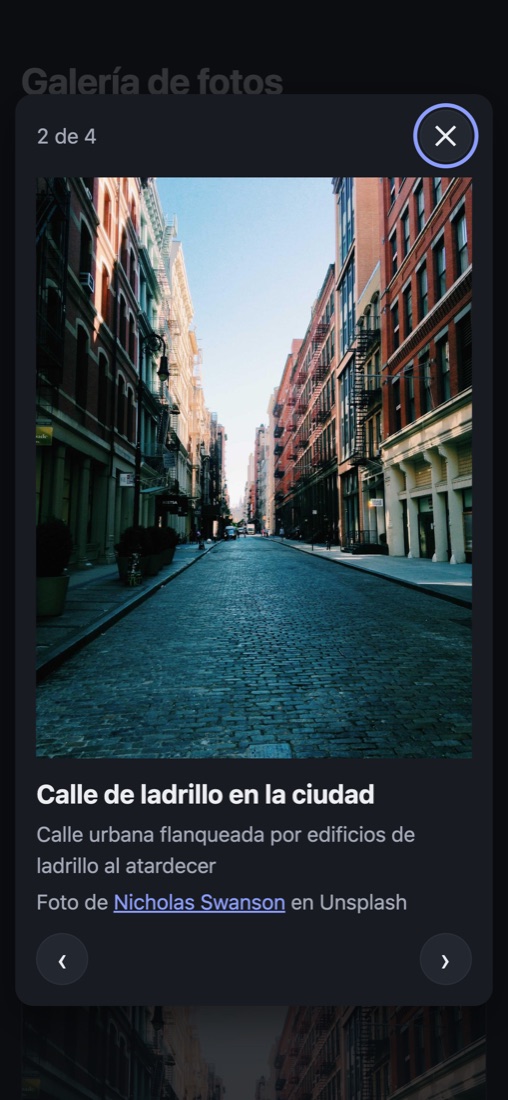 Galería de fotos
2 de 4
Calle de ladrillo en la ciudad
Calle urbana flanqueada por edificios de
ladrillo al atardecer
Foto de Nicholas Swanson en Unsplash